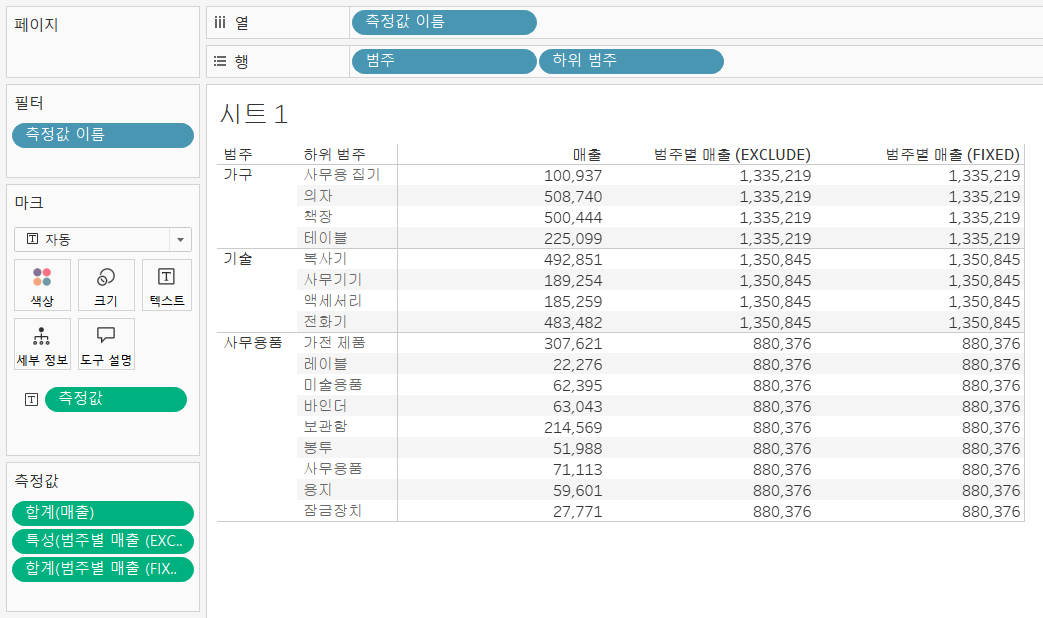 페이지
iii 열
측정값 이름
행
범주
하위 범주
필터
측정값 이름
마크
자동
색상
크기
텍스트
세부 정보
도구 설명
측정값
측정값
합계(매출)
특성(범주별 매출 (EXC..
합계(범주별 매출 (FIX..
시트 1
범주 하위 범주 매출 범주별 매출 (EXCLUDE) 범주별 매출 (FIXED)
가구 사무용 집기 100,937 1,335,219 1,335,219
의자 508,740 1,335,219 1,335,219
책장 500,444 1,335,219 1,335,219
테이블 225,099 1,335,219 1,335,219
기술 복사기 492,851 1,350,845 1,350,845
사무기기 189,254 1,350,845 1,350,845
액세서리 185,259 1,350,845 1,350,845
전화기 483,482 1,350,845 1,350,845
사무용품 가전 제품 307,621 880,376 880,376
레이블 22,276 880,376 880,376
미술용품 62,395 880,376 880,376
바인더 63,043 880,376 880,376
보관함 214,569 880,376 880,376
봉투 51,988 880,376 880,376
사무용품 71,113 880,376 880,376
용지 59,601 880,376 880,376
잠금장치 27,771 880,376 880,376